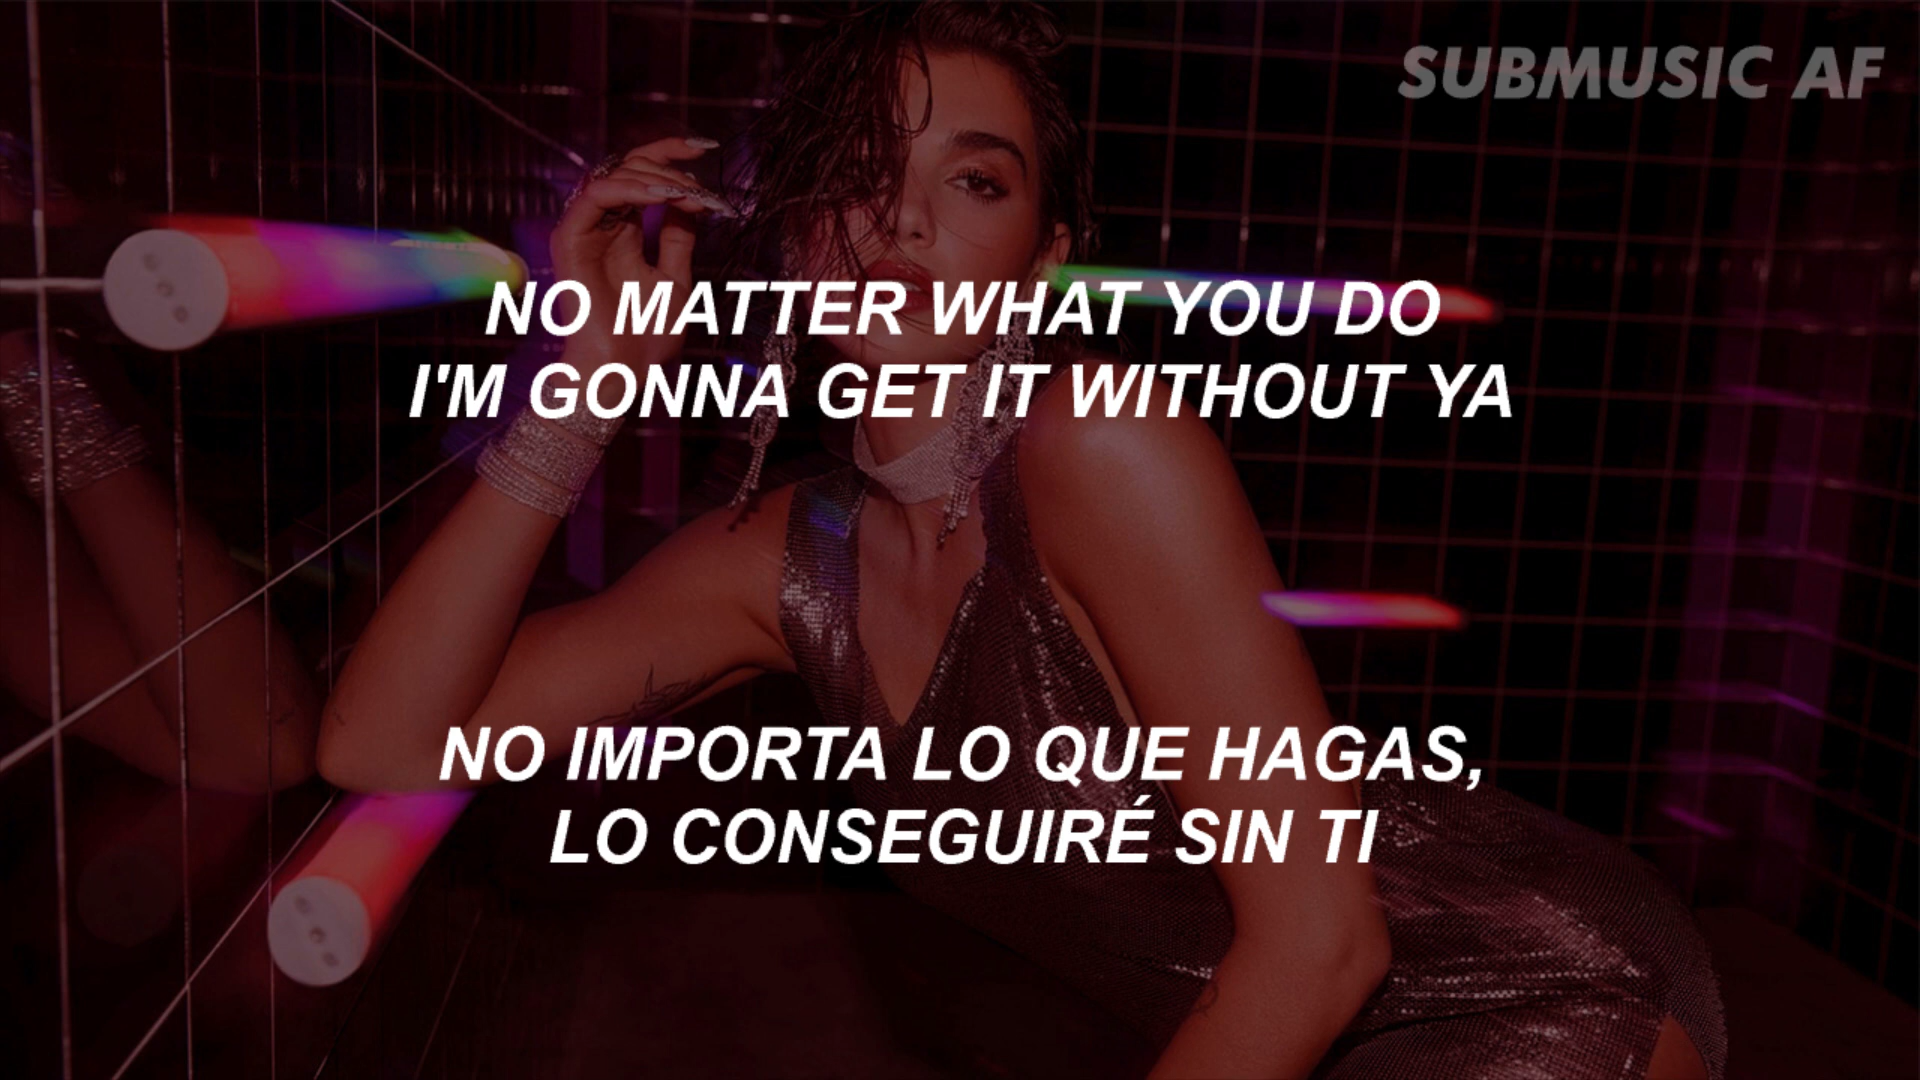 SUBMUSIC AF
NO MATTER WHAT YOU DO
I'M GONNA GET IT WITHOUT YA
NO IMPORTA LO QUE HAGAS,
LO CONSEGUIRÉ SIN TI